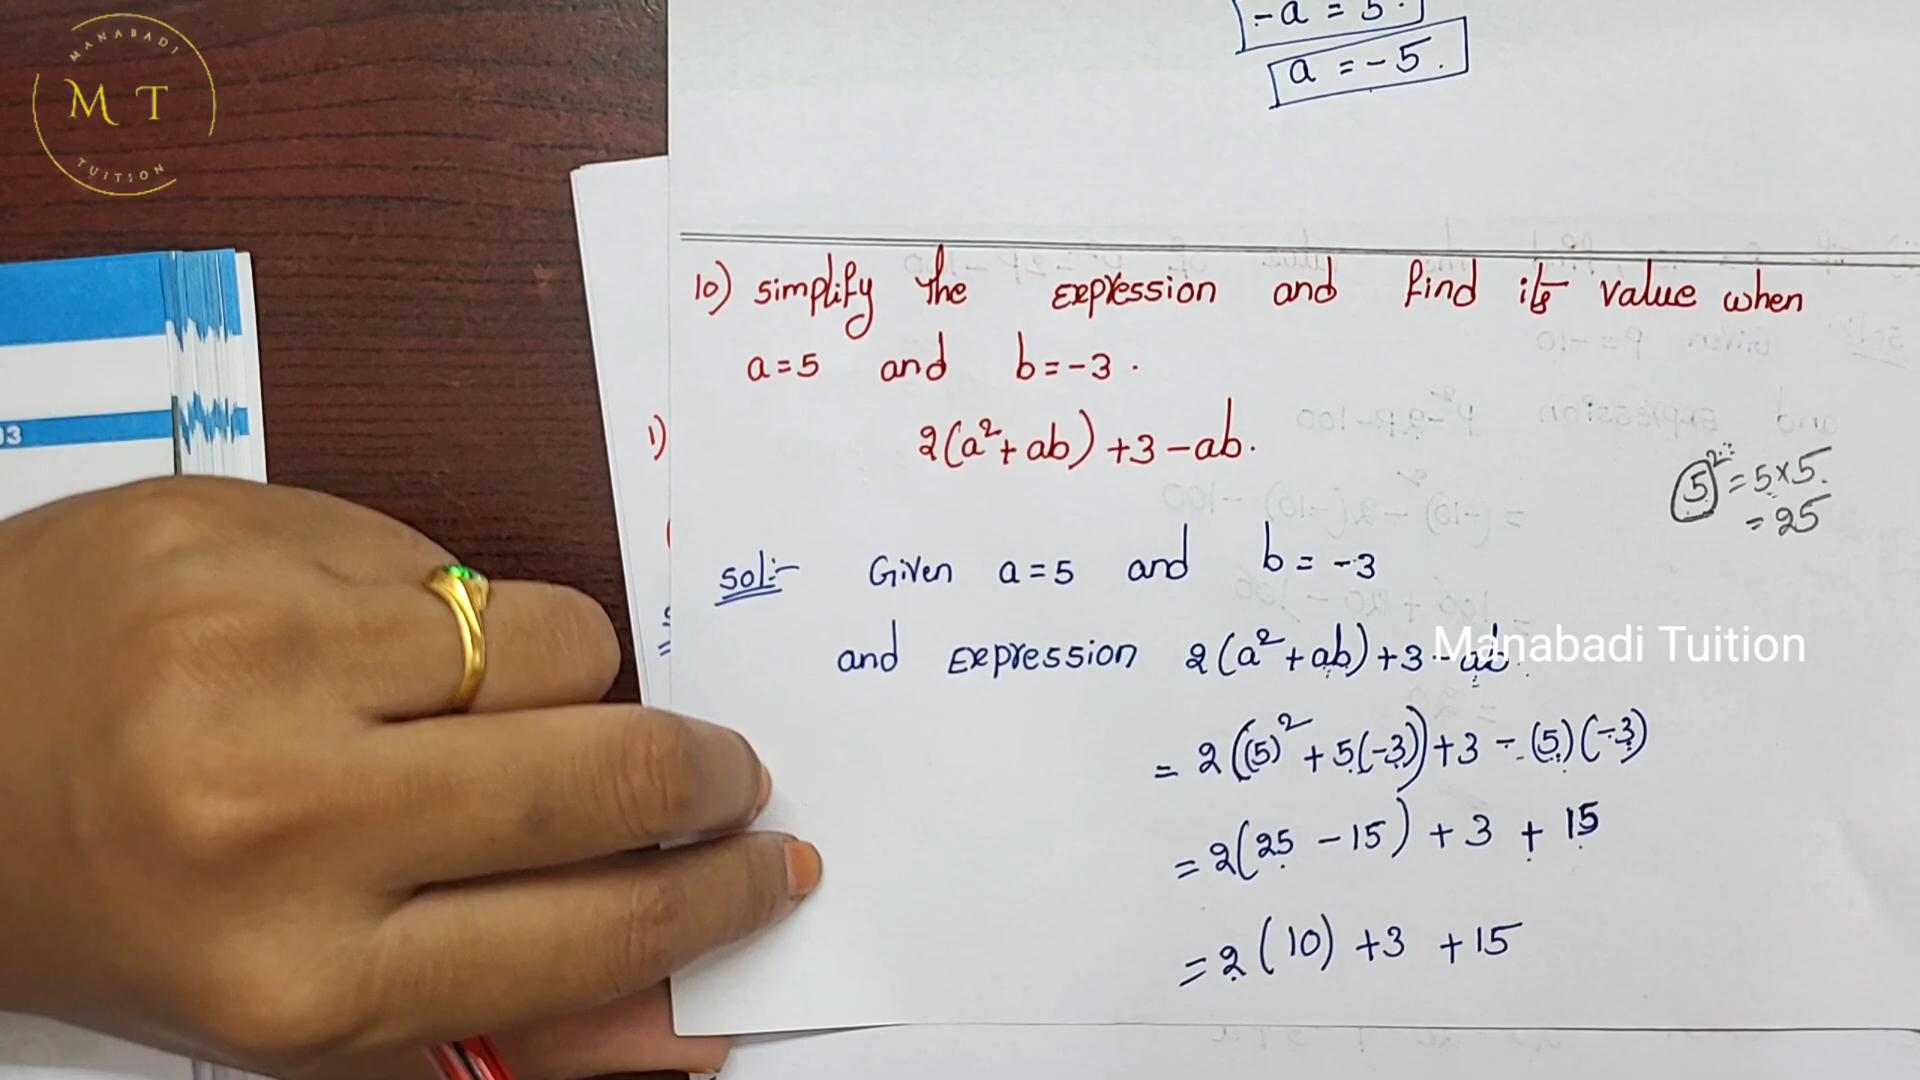 MANABADI
MT
TUITION
-a = 5.
a = -5.
10) simplify the expression and find its value when
a=5 and b=-3.
2(a²+ab)+3-ab.
03
1)
5² = 5×5.
= 25
Sol:- Given a=5 and b=-3
and expression 2(a²+ab)+3-ab
Manabadi Tuition
= 2((5)²+5(-3))+3-(5)(-3)
= 2(25-15)+3+15
= 2(10)+3+15